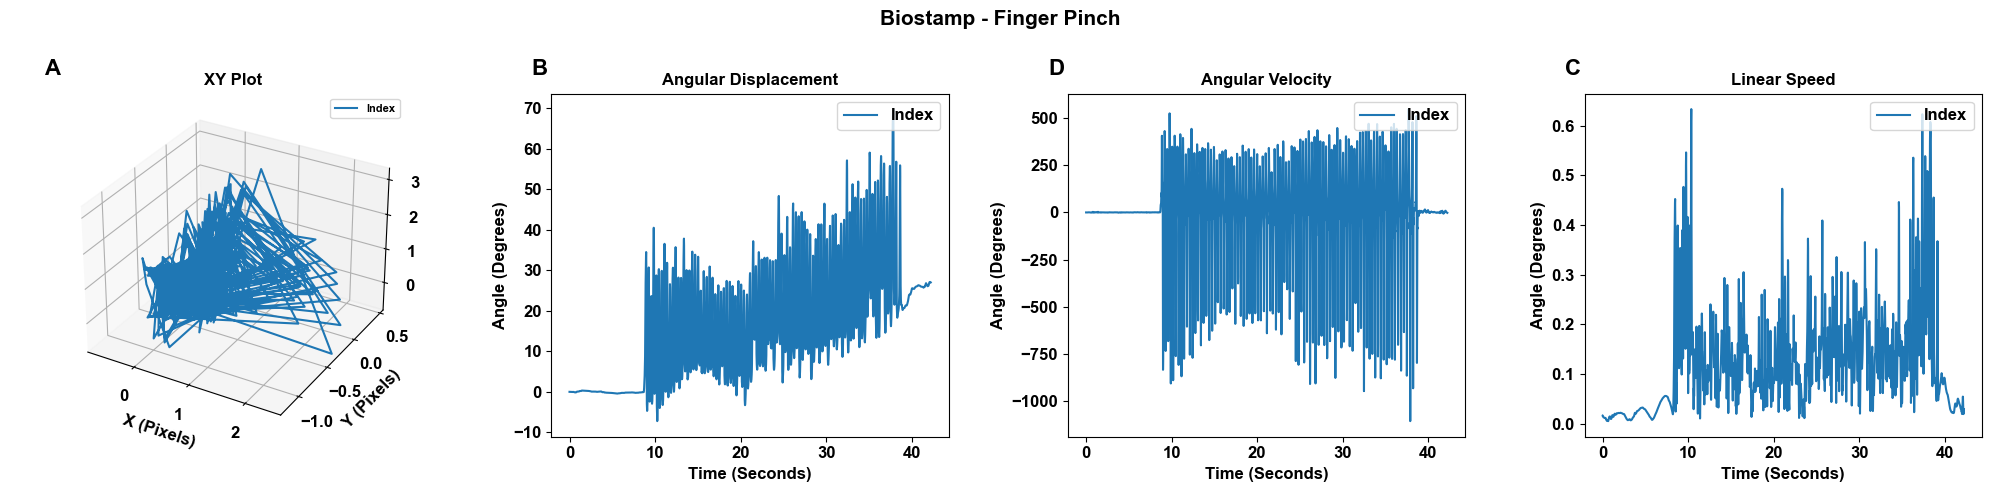 Biostamp - Finger Pinch
A
XY Plot
Index
3
2
1
0
0.5
0.0
−0.5
−1.0
0
1
2
X (Pixels)
Y (Pixels)
B
Angular Displacement
Index
70
60
50
40
30
20
10
0
−10
0 10 20 30 40
Angle (Degrees)
Time (Seconds)
D
Angular Velocity
Index
500
250
0
−250
−500
−750
−1000
0 10 20 30 40
Angle (Degrees)
Time (Seconds)
C
Linear Speed
Index
0.6
0.5
0.4
0.3
0.2
0.1
0.0
0 10 20 30 40
Angle (Degrees)
Time (Seconds)